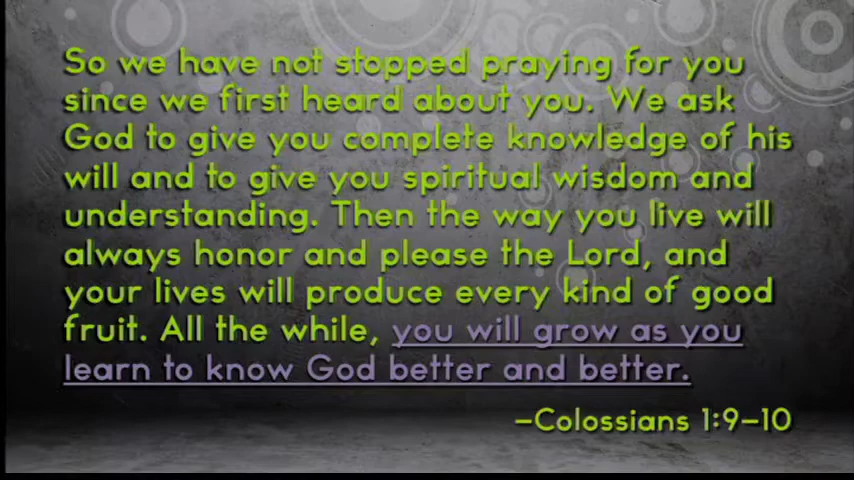 So we have not stopped praying for you
since we first heard about you. We ask
God to give you complete knowledge of his
will and to give you spiritual wisdom and
understanding. Then the way you live will
always honor and please the Lord, and
your lives will produce every kind of good
fruit. All the while, you will grow as you
learn to know God better and better.
–Colossians 1:9–10